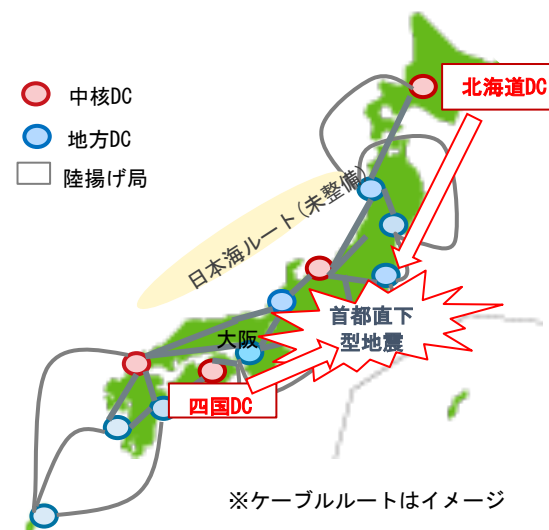 北海道DC
中核DC
地方DC
陸揚げ局
日本海ルート(未整備)
首都直下
型地震
大阪
四国DC
※ケーブルルートはイメージ